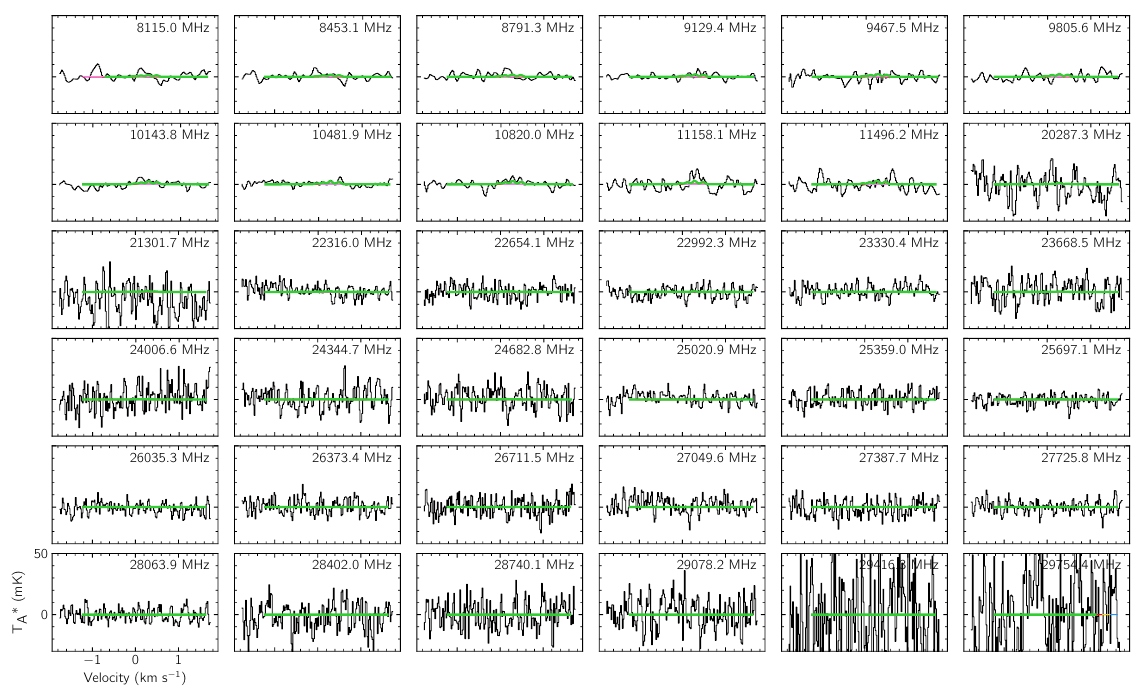 8115.0 MHz 8453.1 MHz 8791.3 MHz 9129.4 MHz 9467.5 MHz 9805.6 MHz
10143.8 MHz 10481.9 MHz 10820.0 MHz 11158.1 MHz 11496.2 MHz 20287.3 MHz
21301.7 MHz 22316.0 MHz 22654.1 MHz 22992.3 MHz 23330.4 MHz 23668.5 MHz
24006.6 MHz 24344.7 MHz 24682.8 MHz 25020.9 MHz 25359.0 MHz 25697.1 MHz
26035.3 MHz 26373.4 MHz 26711.5 MHz 27049.6 MHz 27387.7 MHz 27725.8 MHz
50
28063.9 MHz 28402.0 MHz 28740.1 MHz 29078.2 MHz MHz 29754.4 MHz
0
T_A* (mK)
−1 0 1
Velocity (km s⁻¹)